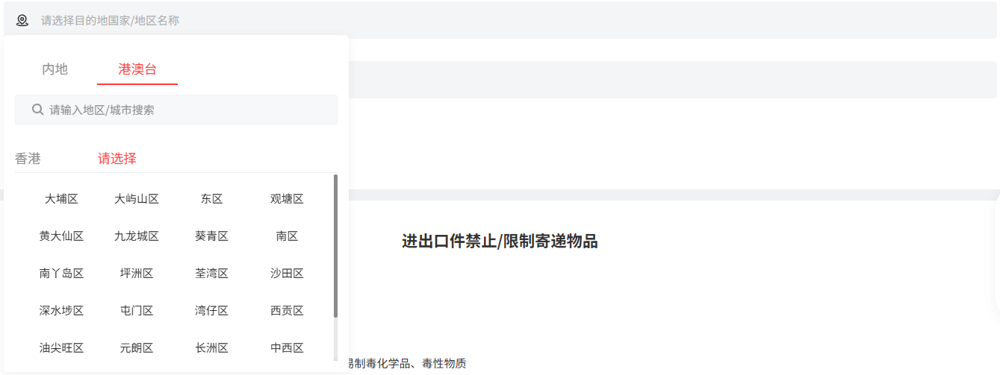 请选择目的地国家/地区名称
内地 港澳台
请输入地区/城市搜索
香港 请选择
大埔区 大屿山区 东区 观塘区
黄大仙区 九龙城区 葵青区 南区
南丫岛区 坪洲区 荃湾区 沙田区
深水埗区 屯门区 湾仔区 西贡区
油尖旺区 元朗区 长洲区 中西区
进出口件禁止/限制寄递物品
易制毒化学品、毒性物质